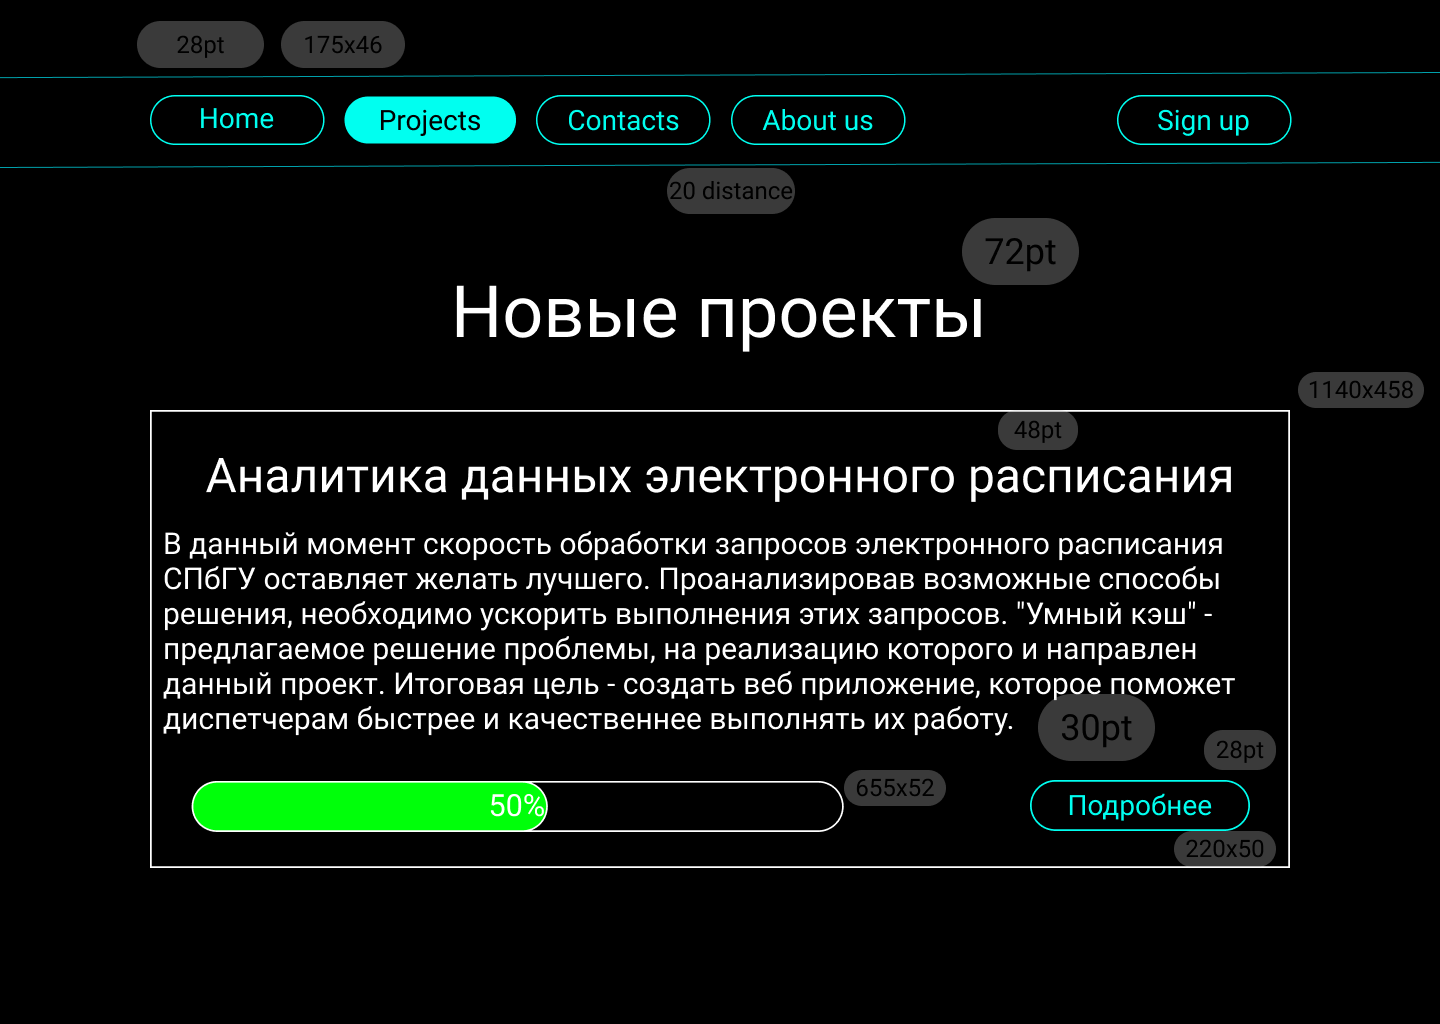 28pt 175x46
Home Projects Contacts About us Sign up
20 distance
72pt
Новые проекты
1140x458
48pt
Аналитика данных электронного расписания
В данный момент скорость обработки запросов электронного расписания
СПбГУ оставляет желать лучшего. Проанализировав возможные способы
решения, необходимо ускорить выполнения этих запросов. "Умный кэш" -
предлагаемое решение проблемы, на реализацию которого и направлен
данный проект. Итоговая цель - создать веб приложение, которое поможет
диспетчерам быстрее и качественнее выполнять их работу.
30pt
28pt
655x52
50%
Подробнее
220x50